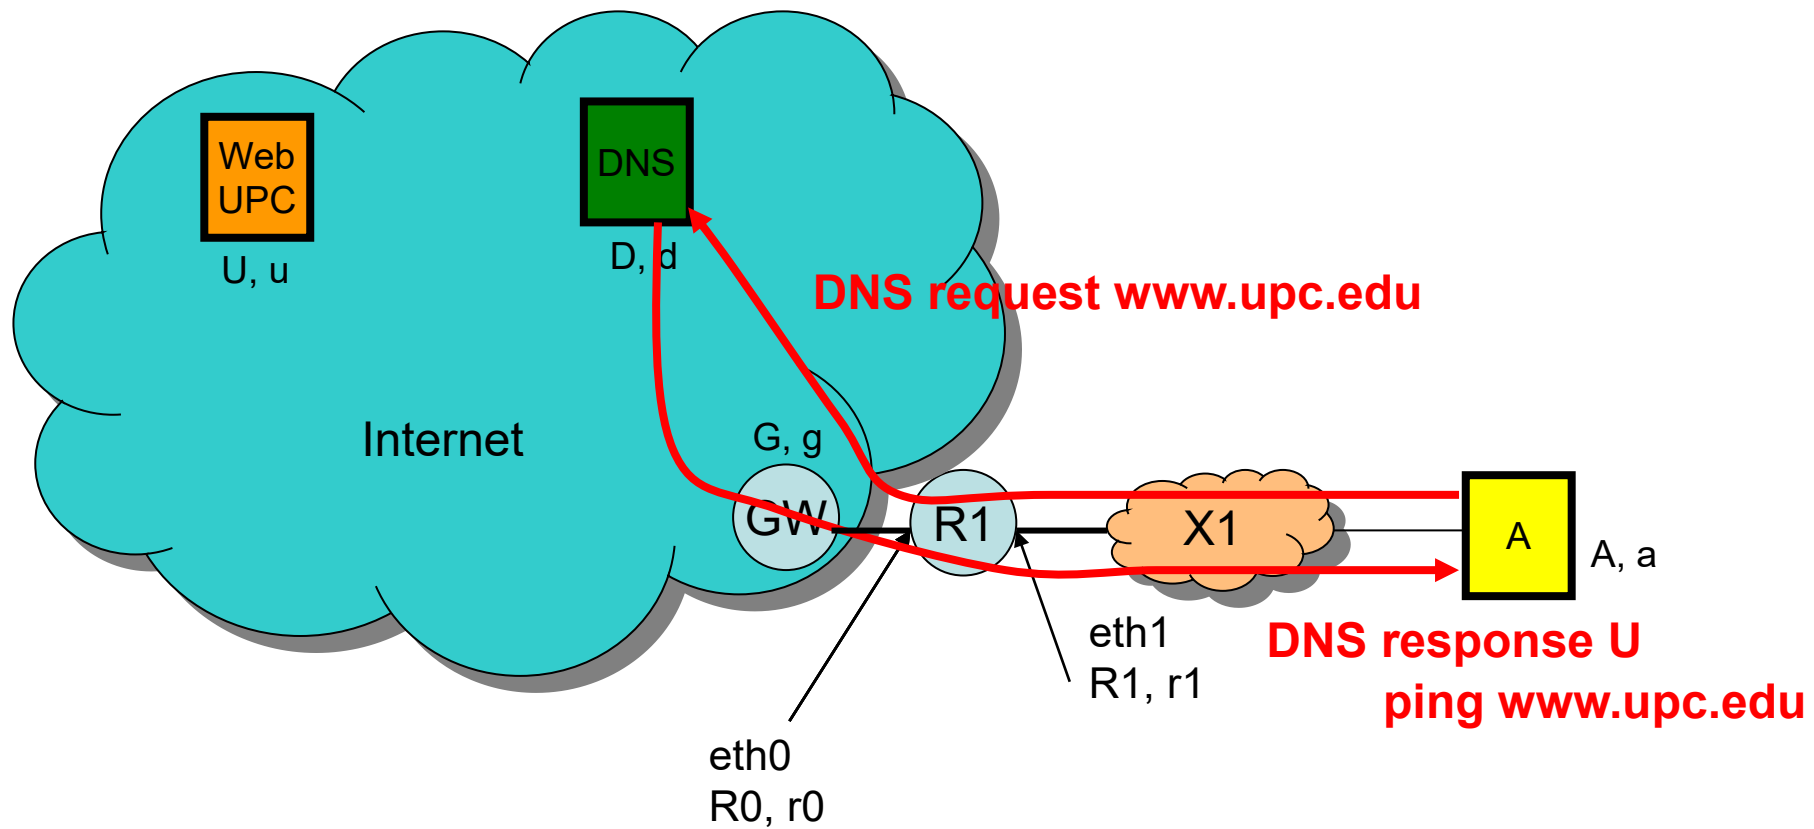 Web
UPC
U, u
DNS
D, d
DNS request www.upc.edu
Internet
G, g
GW
R1
X1
A
A, a
eth1
R1, r1
DNS response U
ping www.upc.edu
eth0
R0, r0